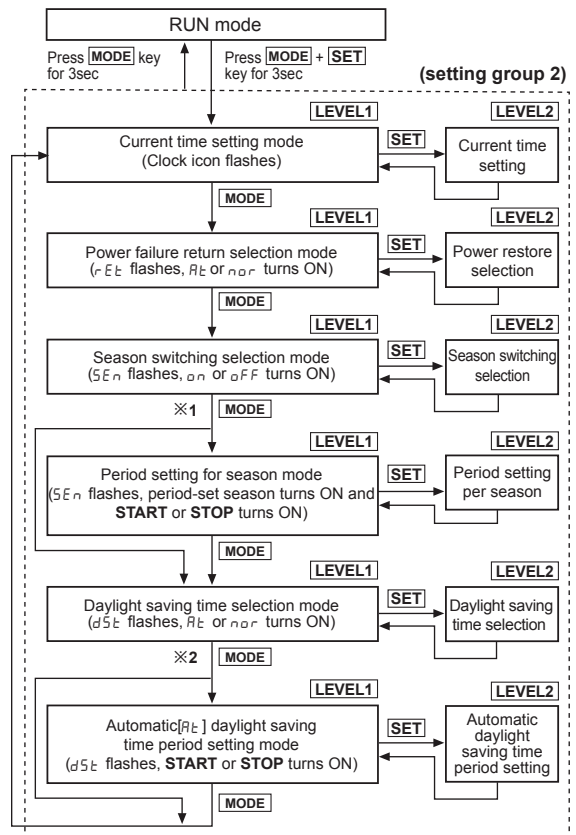 RUN mode
Press MODE key
for 3sec
Press MODE + SET
key for 3sec
(setting group 2)
LEVEL1
LEVEL2
Current time setting mode
(Clock icon flashes)
SET
Current time
setting
MODE
LEVEL1
LEVEL2
Power failure return selection mode
(rEt flashes, At or nor turns ON)
SET
Power restore
selection
MODE
LEVEL1
LEVEL2
Season switching selection mode
(SEn flashes, on or oFF turns ON)
SET
Season switching
selection
※1 MODE
LEVEL1
LEVEL2
Period setting for season mode
(SEn flashes, period-set season turns ON and
START or STOP turns ON)
SET
Period setting
per season
MODE
LEVEL1
LEVEL2
Daylight saving time selection mode
(dSt flashes, At or nor turns ON)
SET
Daylight saving
time selection
※2 MODE
LEVEL1
LEVEL2
Automatic[At] daylight saving
time period setting mode
(dSt flashes, START or STOP turns ON)
SET
Automatic
daylight
saving time
period setting
MODE